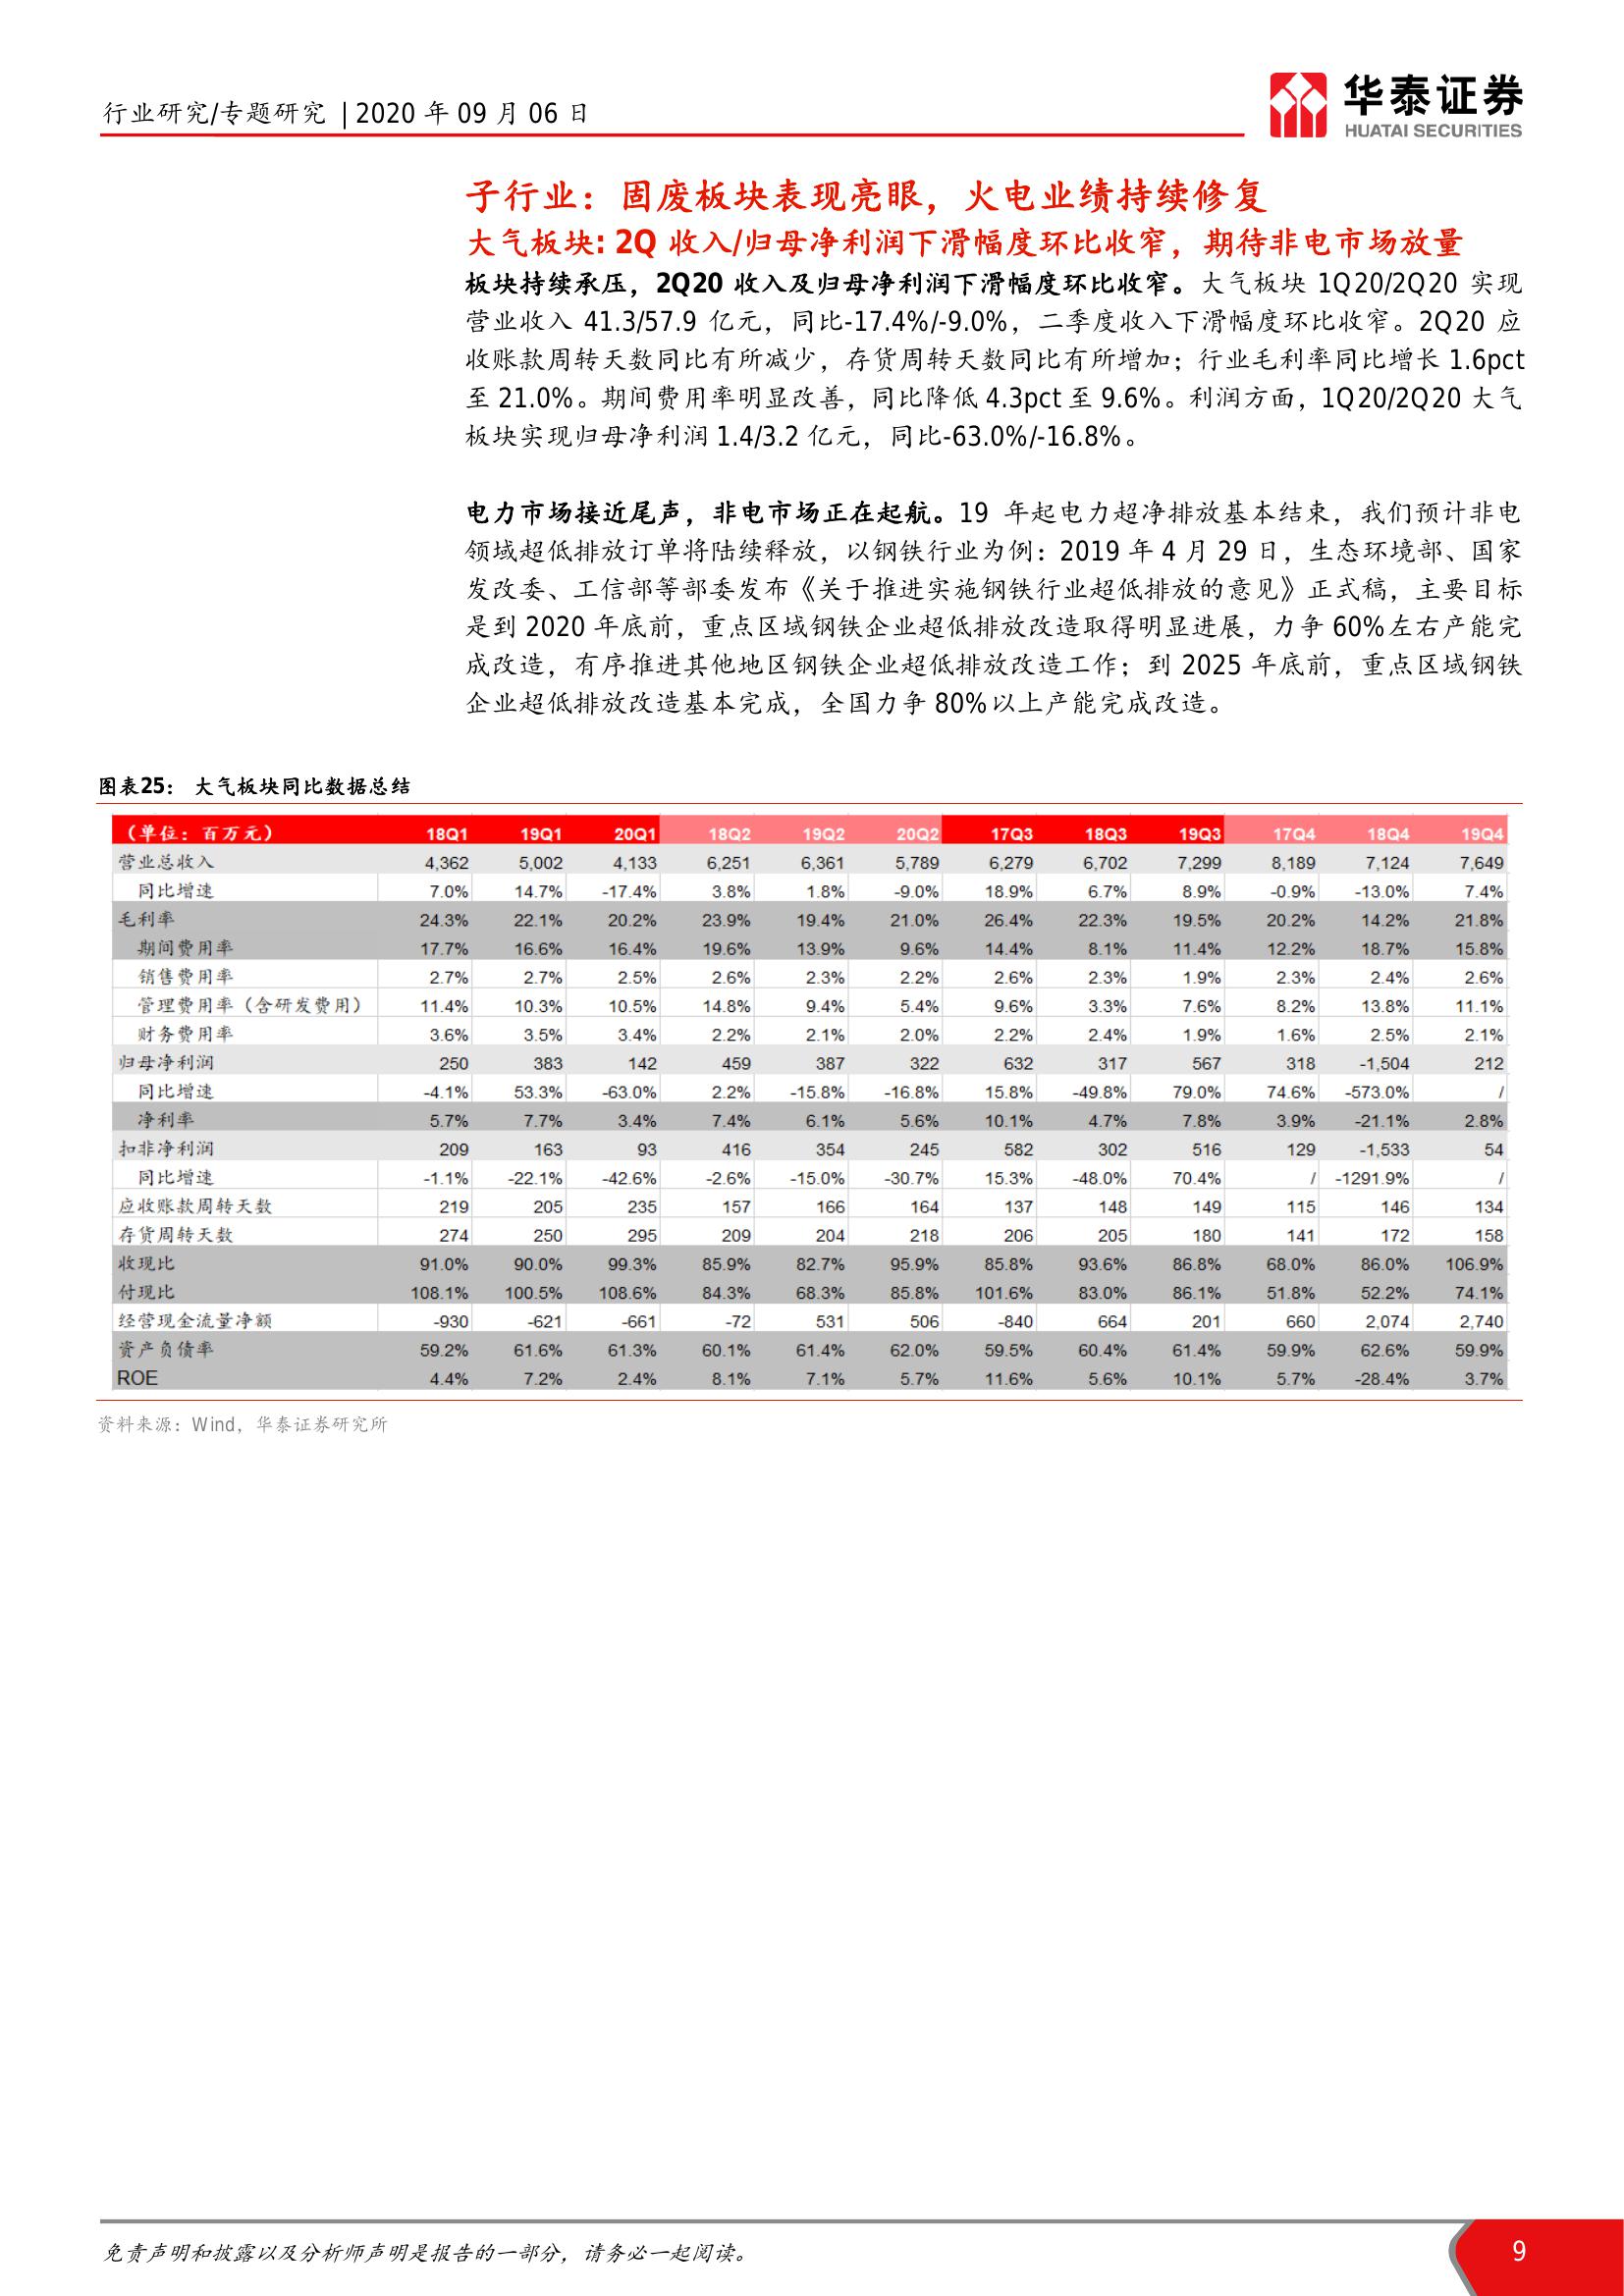 行业研究/专题研究 | 2020 年 09 月 06 日
华泰证券
HUATAI SECURITIES
子行业：固废板块表现亮眼，火电业绩持续修复
大气板块: 2Q 收入/归母净利润下滑幅度环比收窄，期待非电市场放量
板块持续承压，2Q20 收入及归母净利润下滑幅度环比收窄。大气板块 1Q20/2Q20 实现
营业收入 41.3/57.9 亿元，同比-17.4%/-9.0%，二季度收入下滑幅度环比收窄。2Q20 应
收账款周转天数同比有所减少，存货周转天数同比有所增加；行业毛利率同比增长 1.6pct
至 21.0%。期间费用率明显改善，同比降低 4.3pct 至 9.6%。利润方面，1Q20/2Q20 大气
板块实现归母净利润 1.4/3.2 亿元，同比-63.0%/-16.8%。
电力市场接近尾声，非电市场正在起航。19 年起电力超净排放基本结束，我们预计非电
领域超低排放订单将陆续释放，以钢铁行业为例：2019 年 4 月 29 日，生态环境部、国家
发改委、工信部等部委发布《关于推进实施钢铁行业超低排放的意见》正式稿，主要目标
是到 2020 年底前，重点区域钢铁企业超低排放改造取得明显进展，力争 60%左右产能完
成改造，有序推进其他地区钢铁企业超低排放改造工作；到 2025 年底前，重点区域钢铁
企业超低排放改造基本完成，全国力争 80%以上产能完成改造。
图表25： 大气板块同比数据总结
（单位：百万元） 18Q1 19Q1 20Q1 18Q2 19Q2 20Q2 17Q3 18Q3 19Q3 17Q4 18Q4 19Q4
营业总收入 4,362 5,002 4,133 6,251 6,361 5,789 6,279 6,702 7,299 8,189 7,124 7,649
同比增速 7.0% 14.7% -17.4% 3.8% 1.8% -9.0% 18.9% 6.7% 8.9% -0.9% -13.0% 7.4%
毛利率 24.3% 22.1% 20.2% 23.9% 19.4% 21.0% 26.4% 22.3% 19.5% 20.2% 14.2% 21.8%
期间费用率 17.7% 16.6% 16.4% 19.6% 13.9% 9.6% 14.4% 8.1% 11.4% 12.2% 18.7% 15.8%
销售费用率 2.7% 2.7% 2.5% 2.6% 2.3% 2.2% 2.6% 2.3% 1.9% 2.3% 2.4% 2.6%
管理费用率（含研发费用） 11.4% 10.3% 10.5% 14.8% 9.4% 5.4% 9.6% 3.3% 7.6% 8.2% 13.8% 11.1%
财务费用率 3.6% 3.5% 3.4% 2.2% 2.1% 2.0% 2.2% 2.4% 1.9% 1.6% 2.5% 2.1%
归母净利润 250 383 142 459 387 322 632 317 567 318 -1,504 212
同比增速 -4.1% 53.3% -63.0% 2.2% -15.8% -16.8% 15.8% -49.8% 79.0% 74.6% -573.0% /
净利率 5.7% 7.7% 3.4% 7.4% 6.1% 5.6% 10.1% 4.7% 7.8% 3.9% -21.1% 2.8%
扣非净利润 209 163 93 416 354 245 582 302 516 129 -1,533 54
同比增速 -1.1% -22.1% -42.6% -2.6% -15.0% -30.7% 15.3% -48.0% 70.4% / -1291.9% /
应收账款周转天数 219 205 235 157 166 164 137 148 149 115 146 134
存货周转天数 274 250 295 209 204 218 206 205 180 141 172 158
收现比 91.0% 90.0% 99.3% 85.9% 82.7% 95.9% 85.8% 93.6% 86.8% 68.0% 86.0% 106.9%
付现比 108.1% 100.5% 108.6% 84.3% 68.3% 85.8% 101.6% 83.0% 86.1% 51.8% 52.2% 74.1%
经营现金流量净额 -930 -621 -661 -72 531 506 -840 664 201 660 2,074 2,740
资产负债率 59.2% 61.6% 61.3% 60.1% 61.4% 62.0% 59.5% 60.4% 61.4% 59.9% 62.6% 59.9%
ROE 4.4% 7.2% 2.4% 8.1% 7.1% 5.7% 11.6% 5.6% 10.1% 5.7% -28.4% 3.7%
资料来源：Wind，华泰证券研究所
免责声明和披露以及分析师声明是报告的一部分，请务必一起阅读。
9